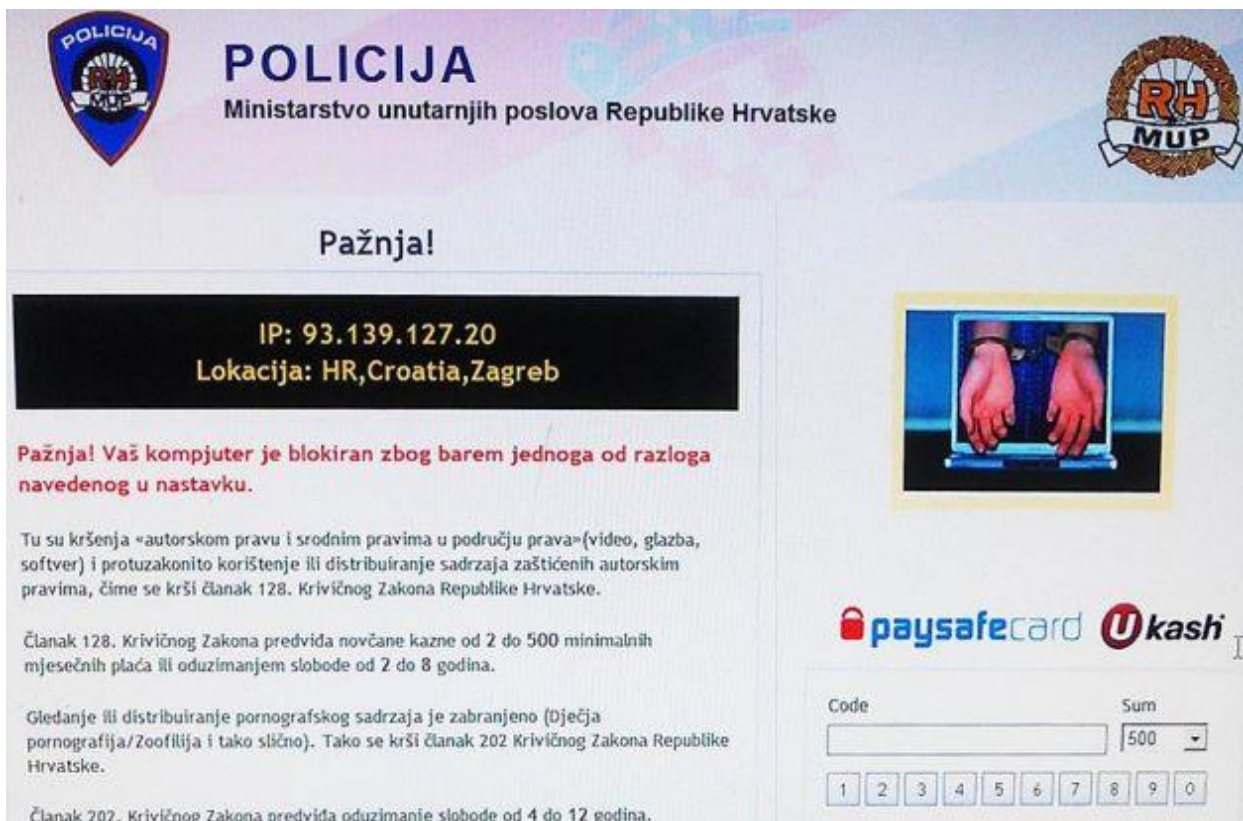 POLICIJA
RH
MUP
POLICIJA
Ministarstvo unutarnjih poslova Republike Hrvatske
RH
MUP
Pažnja!
IP: 93.139.127.20
Lokacija: HR,Croatia,Zagreb
Pažnja! Vaš kompjuter je blokiran zbog barem jednoga od razloga
navedenog u nastavku.
Tu su kršenja «autorskom pravu i srodnim pravima u području prava»(video, glazba,
softver) i protuzakonito korištenje ili distribuiranje sadrzaja zaštićenih autorskim
pravima, čime se krši članak 128. Krivičnog Zakona Republike Hrvatske.
Članak 128. Krivičnog Zakona predviđa novčane kazne od 2 do 500 minimalnih
mjesečnih plaća ili oduzimanjem slobode od 2 do 8 godina.
Gledanje ili distribuiranje pornografskog sadrzaja je zabranjeno (Dječja
pornografija/Zoofilija i tako slično). Tako se krši članak 202 Krivičnog Zakona Republike
Hrvatske.
Članak 202. Krivičnog Zakona predviđa oduzimanje slobode od 4 do 12 godina.
paysafecard Ukash
Code Sum
500
1 2 3 4 5 6 7 8 9 0